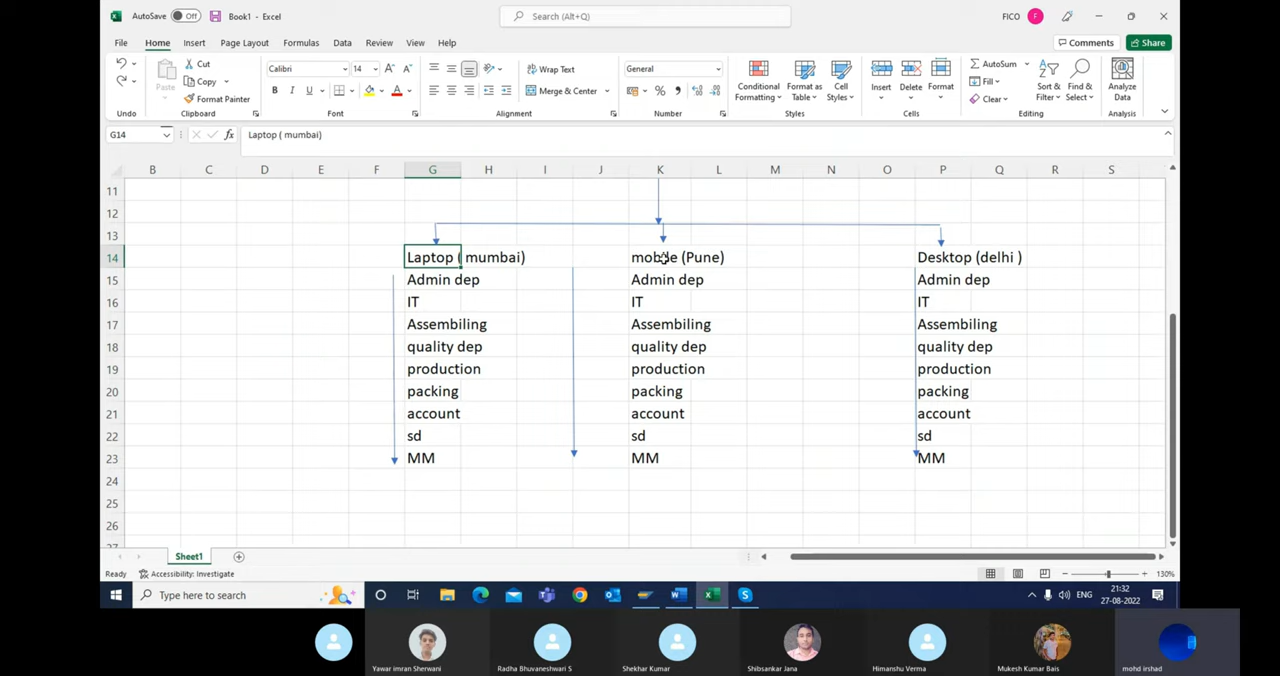 AutoSave Off Book1 - Excel Search (Alt+Q) FICO F
File Home Insert Page Layout Formulas Data Review View Help Comments Share
Cut Calibri 14 Wrap Text General AutoSum
Copy Fill
Paste Format Painter B I U Merge & Center Conditional Formatting Format as Table Cell Styles Insert Delete Format Clear Sort & Filter Find & Select Analyze Data
Undo Clipboard Font Alignment Number Styles Cells Editing Analysis
G14 fx Laptop ( mumbai)
B C D E F G H I J K L M N O P Q R S
11
12
13
14 Laptop ( mumbai) (Pune) Desktop (delhi )
15 Admin dep Admin dep Admin dep
16 IT IT IT
17 Assembiling Assembiling Assembiling
18 quality dep quality dep quality dep
19 production production production
20 packing packing packing
21 account account account
22 sd sd sd
23 MM MM MM
24
25
26
27
Sheet1
Ready Accessibility: Investigate 130%
Type here to search ENG 21:32
27-08-2022
Yawar imran Sherwani Radha Bhuvaneshwari S Shekhar Kumar Shibsankar Jana Himanshu Verma Mukesh Kumar Bais mohd irshad